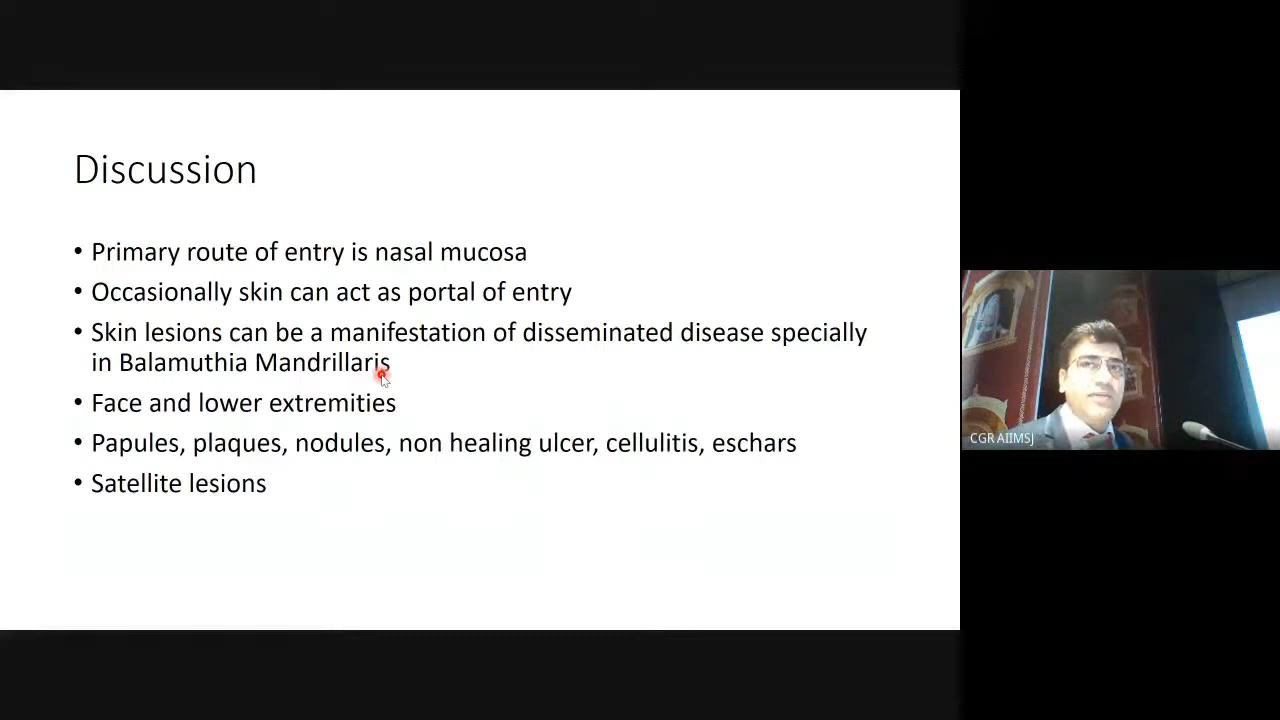 Discussion
• Primary route of entry is nasal mucosa
• Occasionally skin can act as portal of entry
• Skin lesions can be a manifestation of disseminated disease specially
in Balamuthia Mandrillaris
• Face and lower extremities
• Papules, plaques, nodules, non healing ulcer, cellulitis, eschars
• Satellite lesions
CGR AIIMSJ